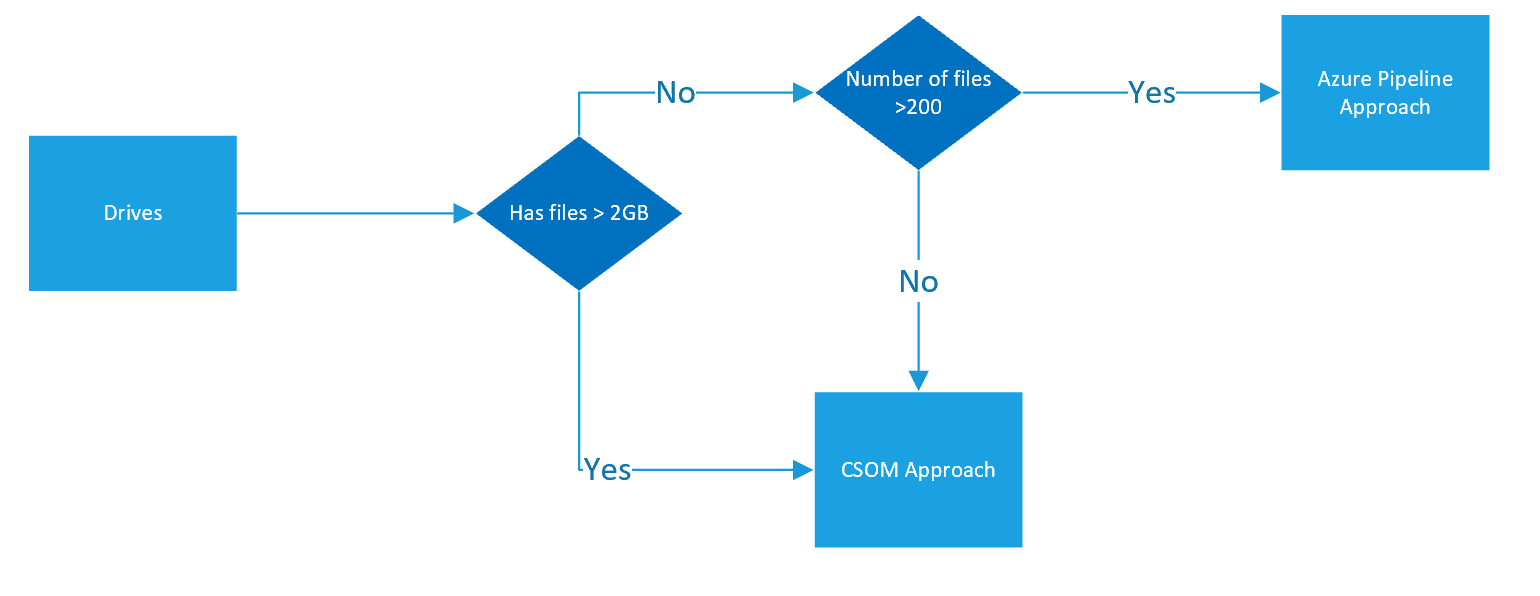 Drives
Has files > 2GB
No
Number of files
>200
Yes
Azure Pipeline
Approach
No
Yes
CSOM Approach